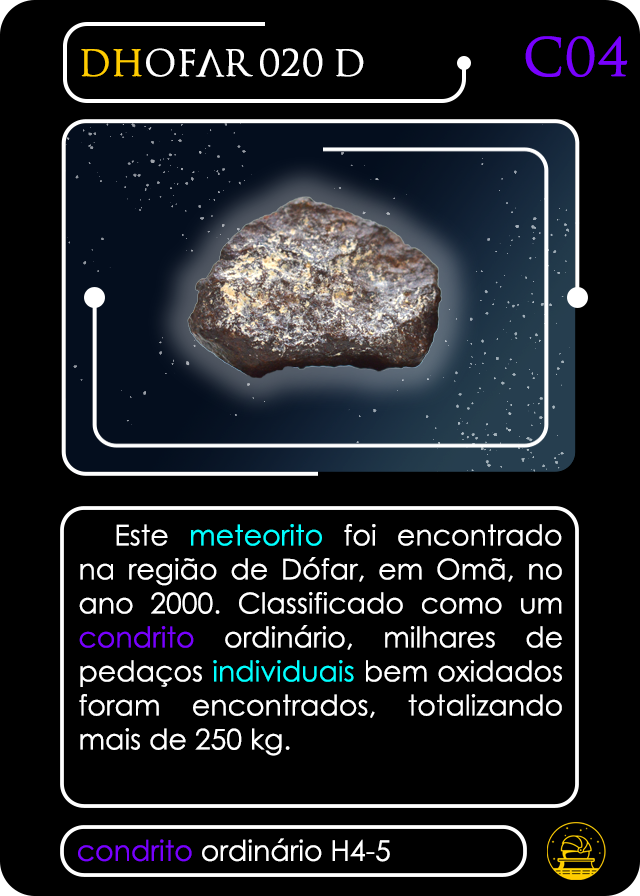 DHOFAR 020 D
C04
Este meteorito foi encontrado
na região de Dófar, em Omã, no
ano 2000. Classificado como um
condrito ordinário, milhares de
pedaços individuais bem oxidados
foram encontrados, totalizando
mais de 250 kg.
condrito ordinário H4-5